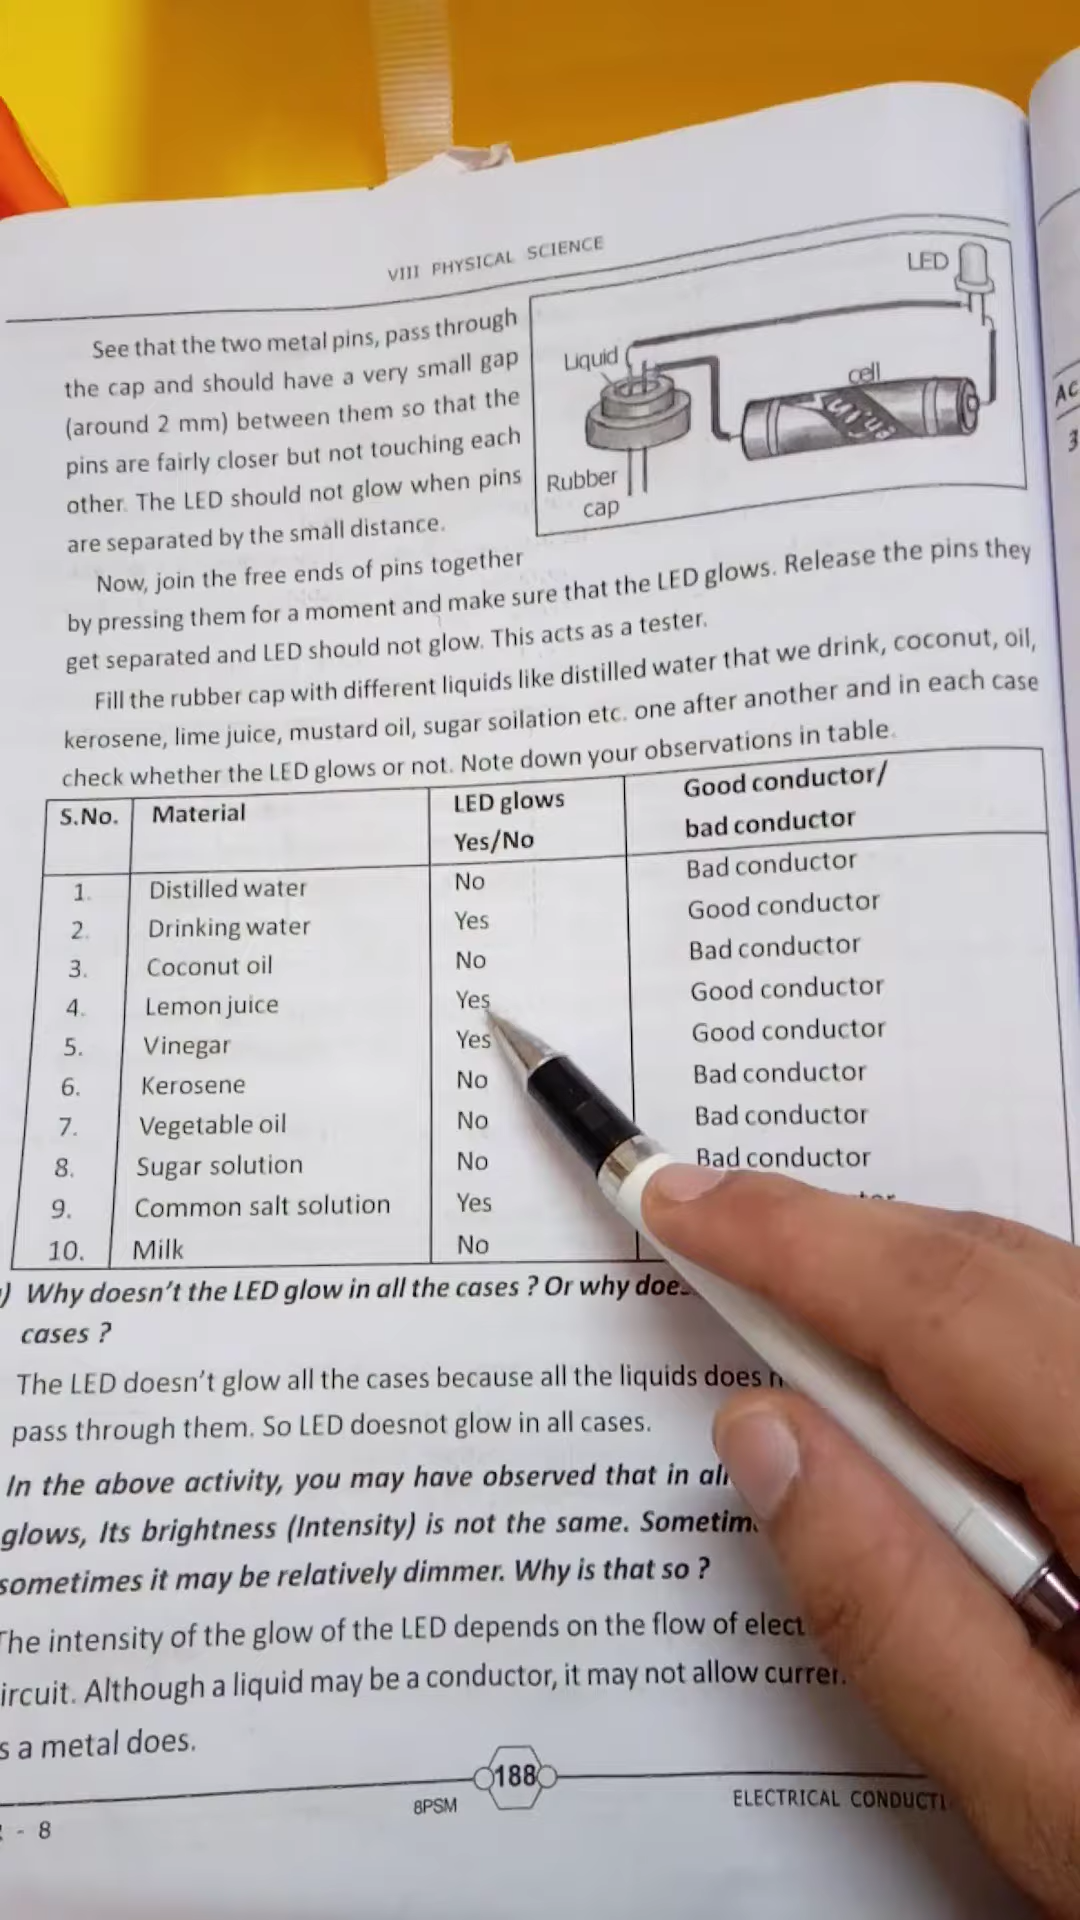 VIII PHYSICAL SCIENCE
See that the two metal pins, pass through
the cap and should have a very small gap
(around 2 mm) between them so that the
pins are fairly closer but not touching each
other. The LED should not glow when pins
are separated by the small distance.
LED
Liquid
cell
Rubber
cap
Now, join the free ends of pins together
by pressing them for a moment and make sure that the LED glows. Release the pins they
get separated and LED should not glow. This acts as a tester.
Fill the rubber cap with different liquids like distilled water that we drink, coconut, oil,
kerosene, lime juice, mustard oil, sugar soilation etc. one after another and in each case
check whether the LED glows or not. Note down your observations in table.
S.No. Material LED glows Yes/No Good conductor/ bad conductor
1. Distilled water No Bad conductor
2. Drinking water Yes Good conductor
3. Coconut oil No Bad conductor
4. Lemon juice Yes Good conductor
5. Vinegar Yes Good conductor
6. Kerosene No Bad conductor
7. Vegetable oil No Bad conductor
8. Sugar solution No Bad conductor
9. Common salt solution Yes
10. Milk No
) Why doesn't the LED glow in all the cases ? Or why
cases ?
The LED doesn't glow all the cases because all the liquids does
pass through them. So LED doesnot glow in all cases.
In the above activity, you may have observed that in
glows, Its brightness (Intensity) is not the same.
sometimes it may be relatively dimmer. Why is that so ?
The intensity of the glow of the LED depends on the flow of
ircuit. Although a liquid may be a conductor, it may not allow
s a metal does.
188
8PSM
ELECTRICAL
- 8
Ac
3